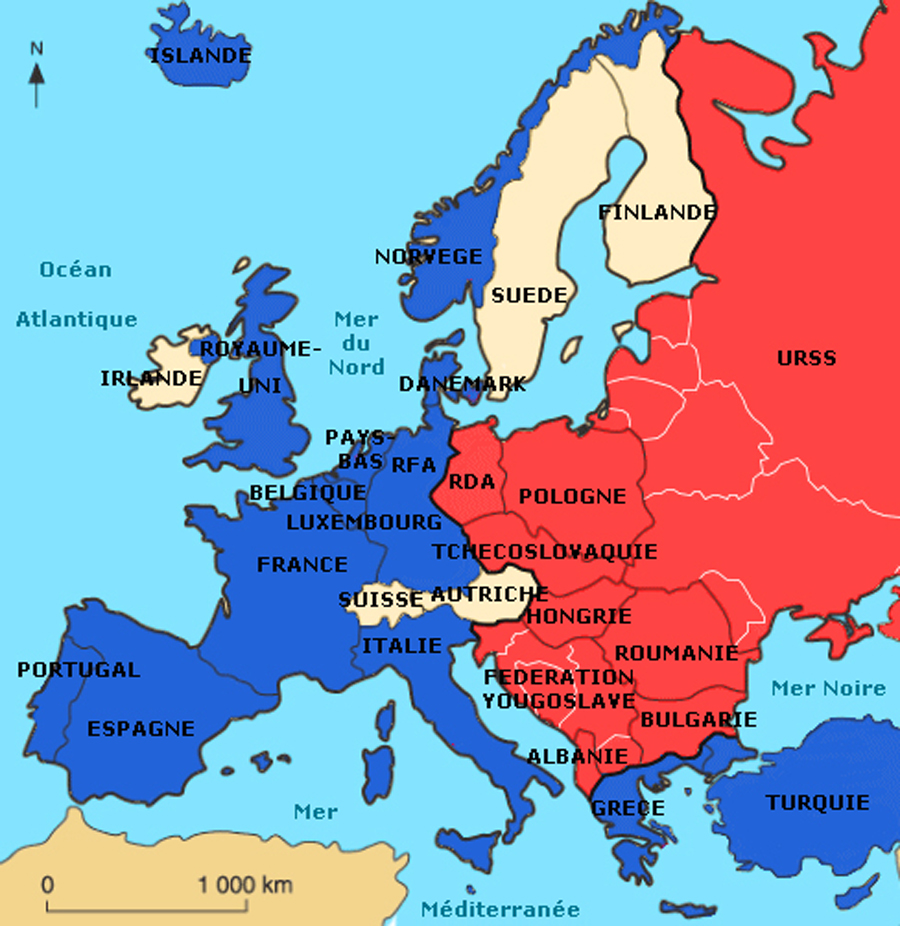 ISLANDE
N
FINLANDE
NORVEGE
Océan
SUEDE
Atlantique
Mer
du
Nord
ROYAUME-
UNI
IRLANDE
URSS
DANEMARK
PAYS-
BAS
RFA
RDA
BELGIQUE
POLOGNE
LUXEMBOURG
TCHECOSLOVAQUIE
FRANCE
SUISSE
AUTRICHE
HONGRIE
ITALIE
ROUMANIE
PORTUGAL
FEDERATION
YOUGOSLAVE
Mer Noire
ESPAGNE
BULGARIE
ALBANIE
GRECE
TURQUIE
Mer
Méditerranée
0 1 000 km